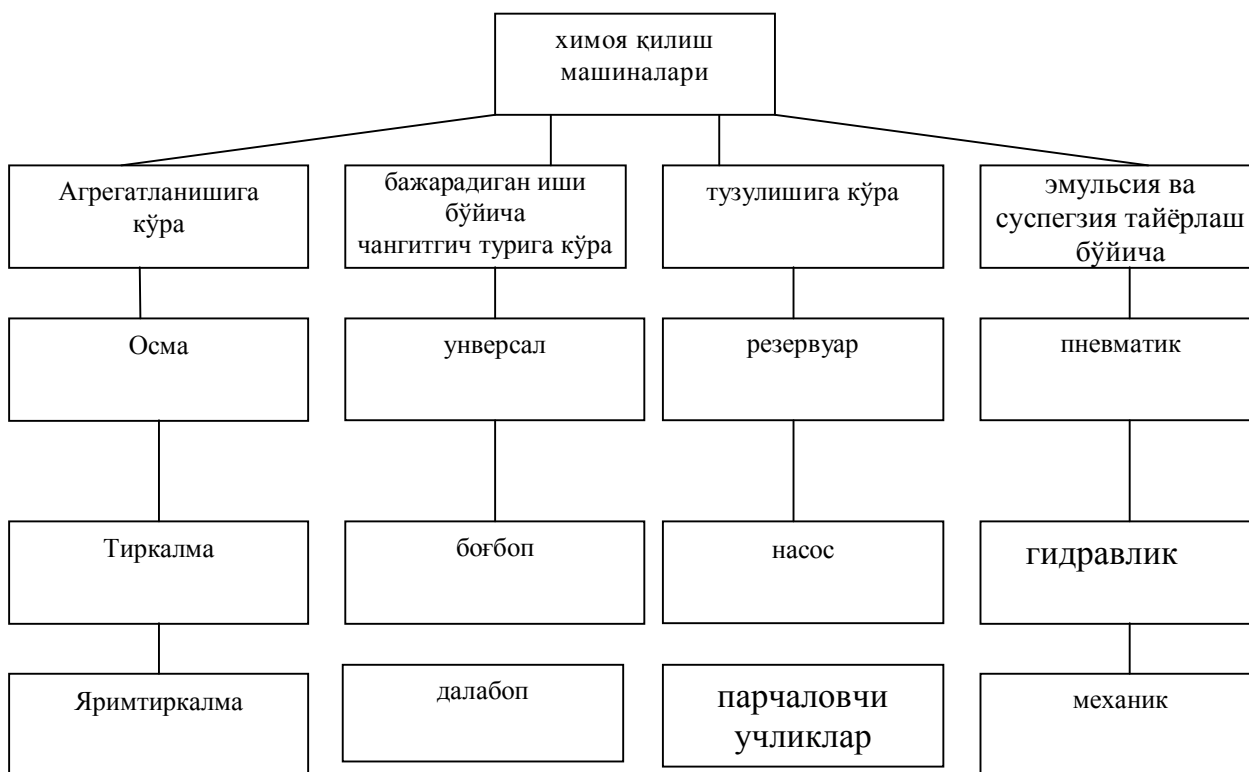 химоя қилиш
машиналари
Агрегатланишига
кўра
бажарадиган иши
бўйича
чангитгич турига кўра
тузулишига кўра
эмульсия ва
суспегзия тайёрлаш
бўйича
Осма
унверсал
резервуар
пневматик
Тиркалма
боғбоп
насос
гидравлик
Яримтиркалма
далабоп
парчаловчи
учликлар
механик